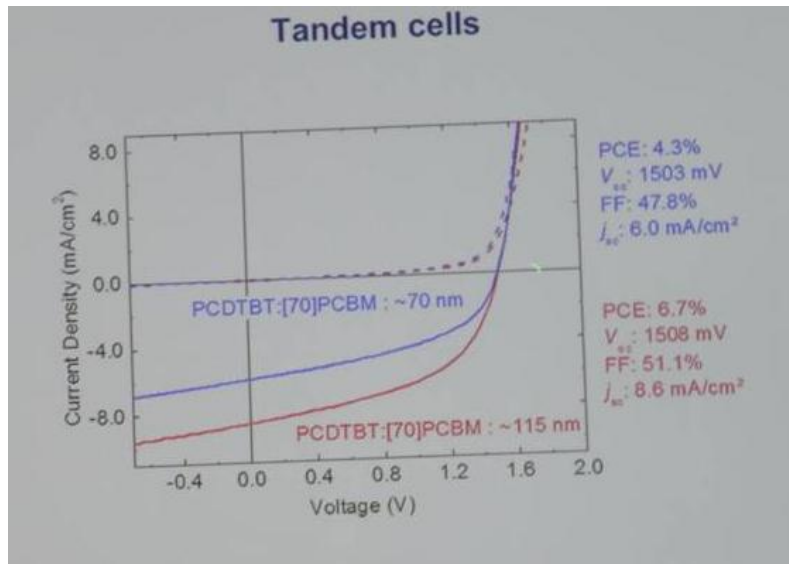 Tandem cells
8.0
4.0
0.0
-4.0
-8.0
Current Density (mA/cm²)
PCDTBT:[70]PCBM : ~70 nm
PCDTBT:[70]PCBM : ~115 nm
-0.4 0.0 0.4 0.8 1.2 1.6 2.0
Voltage (V)
PCE: 4.3%
V : 1503 mV
FF: 47.8%
jsc: 6.0 mA/cm²
PCE: 6.7%
V : 1508 mV
FF: 51.1%
jsc: 8.6 mA/cm²